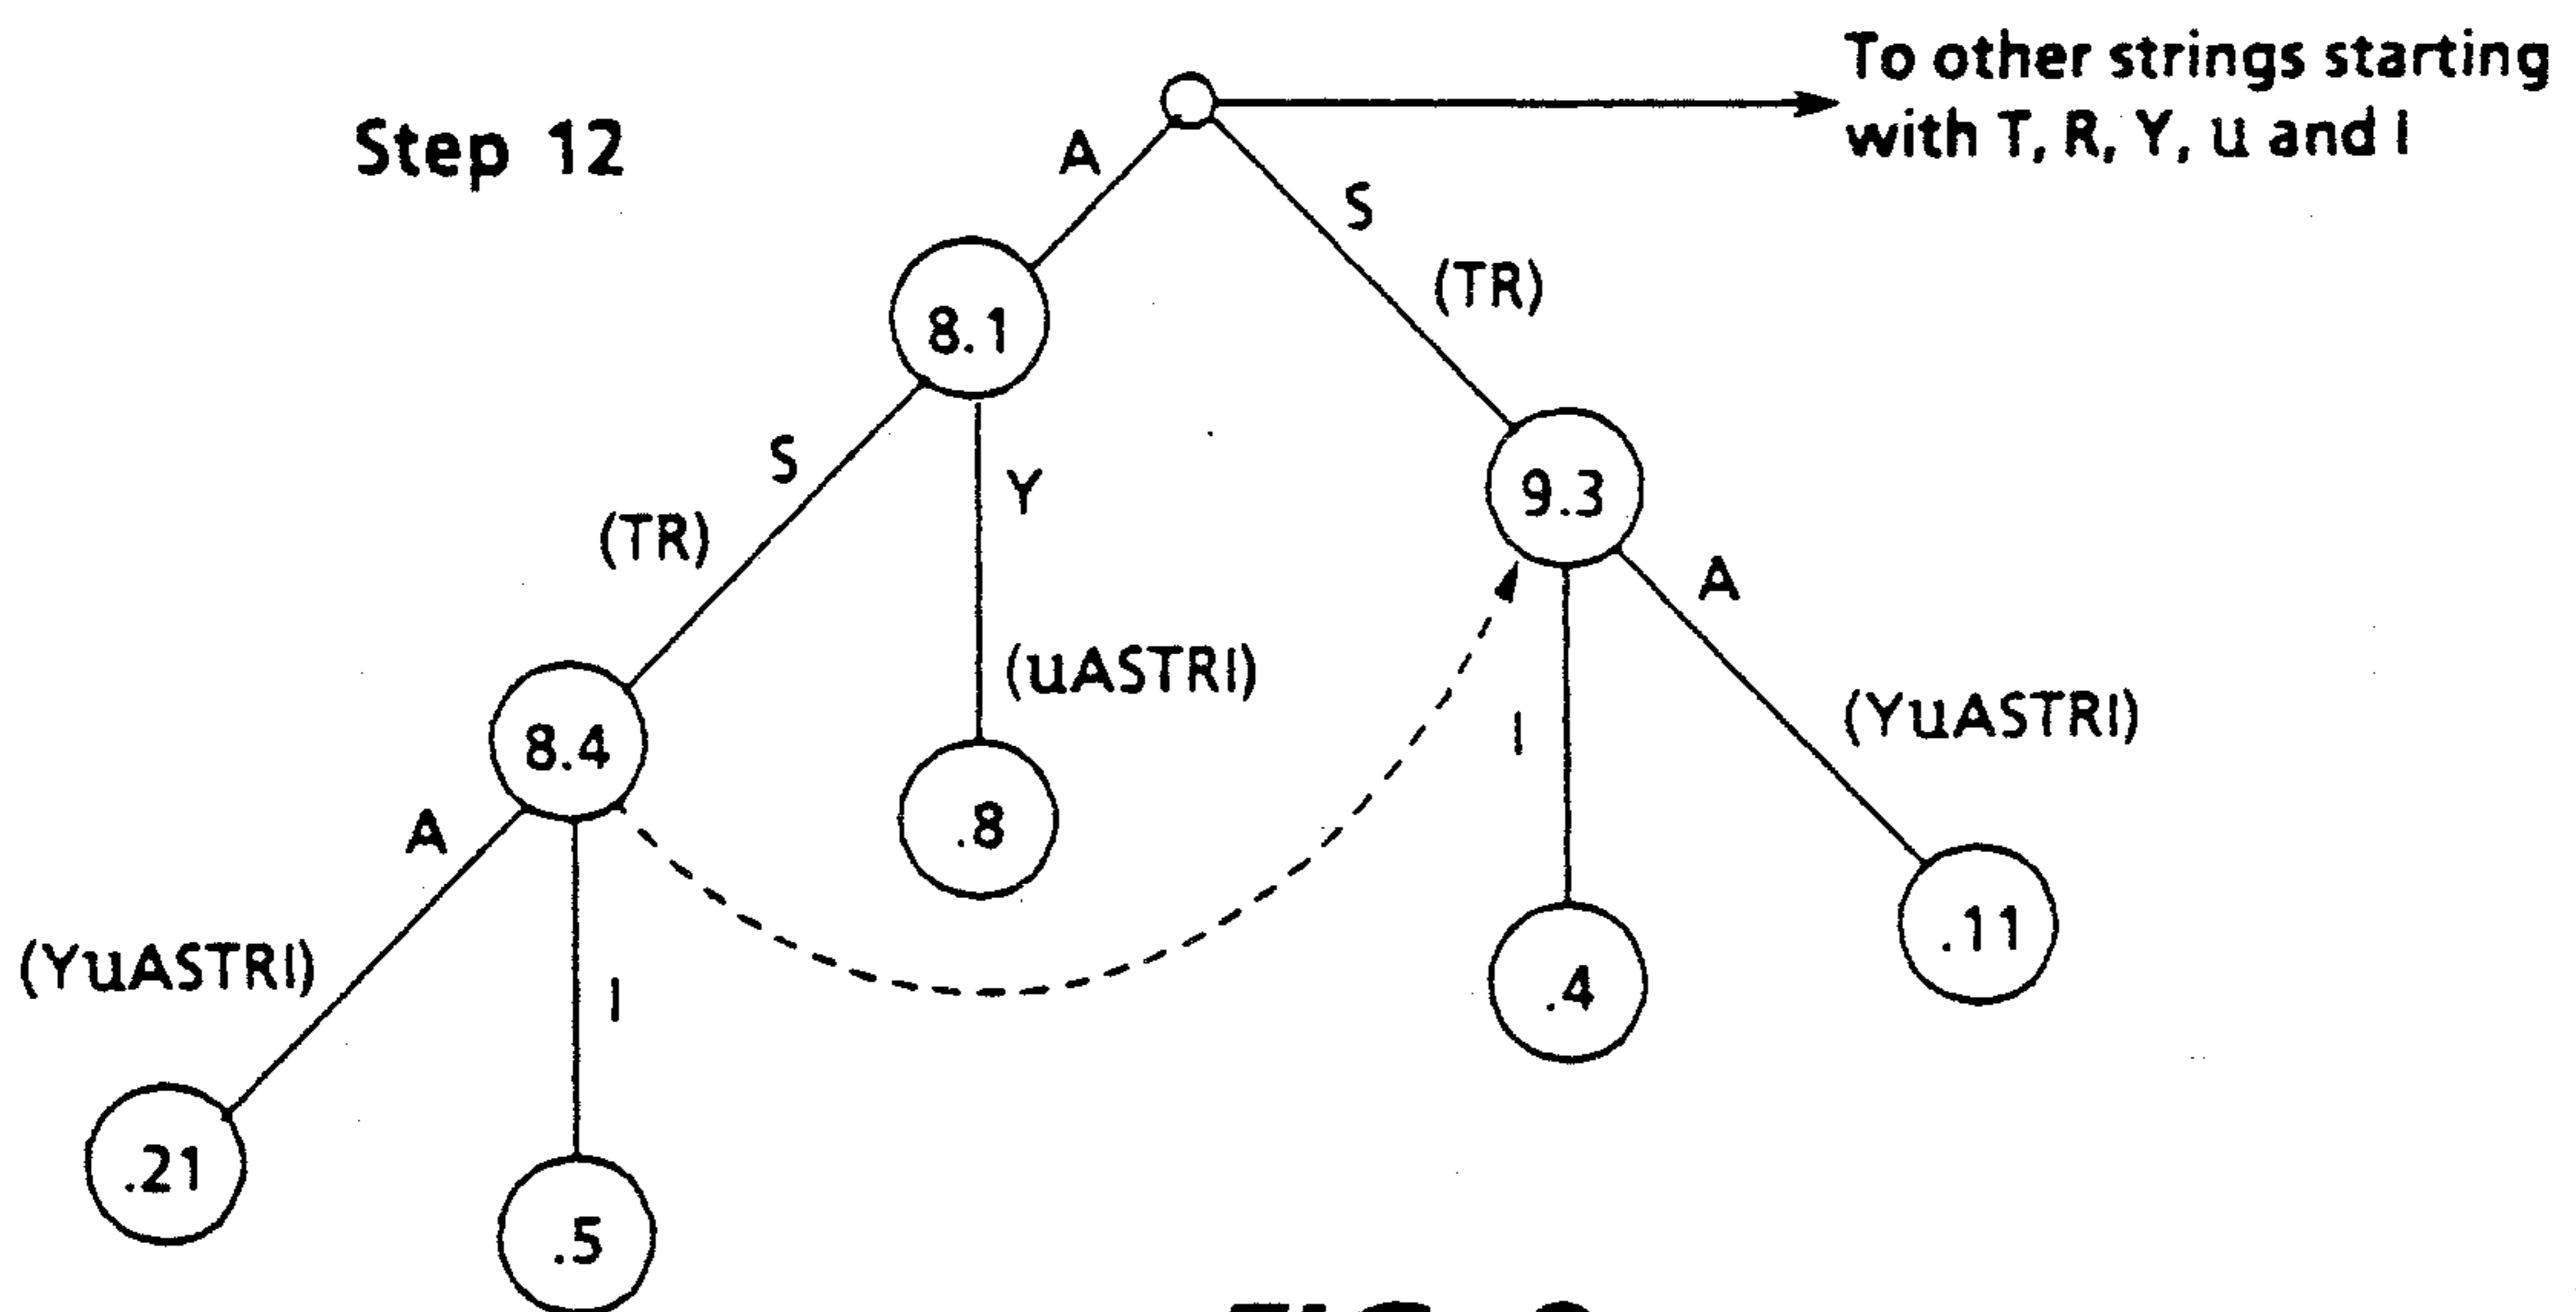 To other strings starting
with T, R, Y, u and I
Step 12
A
S
(TR)
8.1
S
(TR)
Y
(uASTRI)
9.3
A
(YuASTRI)
I
8.4
.8
A
(YuASTRI)
I
.4
.11
.21
.5